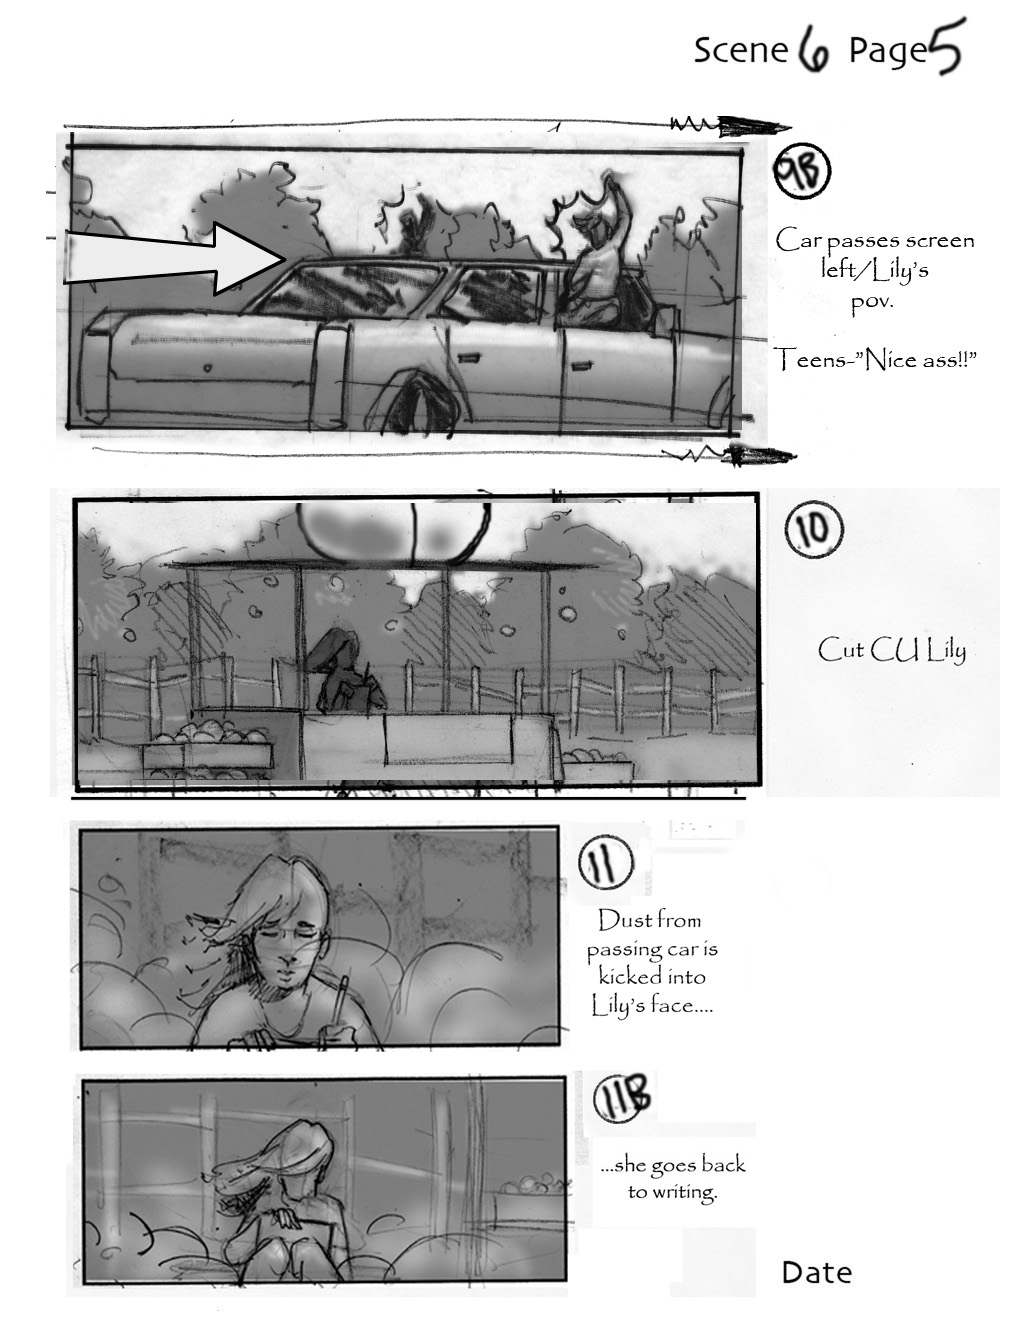 Scene 6 Page 5
9B
Car passes screen
left/Lily's
pov.
Teens-"Nice ass!!"
10
Cut CU Lily
11
Dust from
passing car is
kicked into
Lily's face....
11B
...she goes back
to writing.
Date